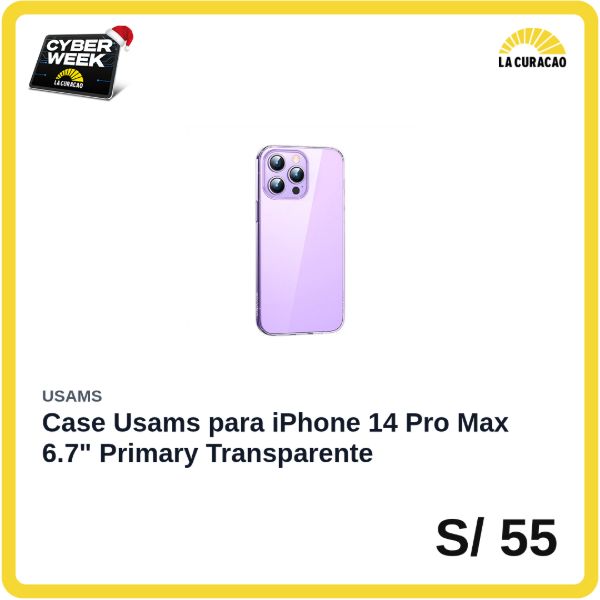 CYBER
WEEK
LA CURACAO
LA CURACAO
USAMS
Case Usams para iPhone 14 Pro Max
6.7" Primary Transparente
S/ 55